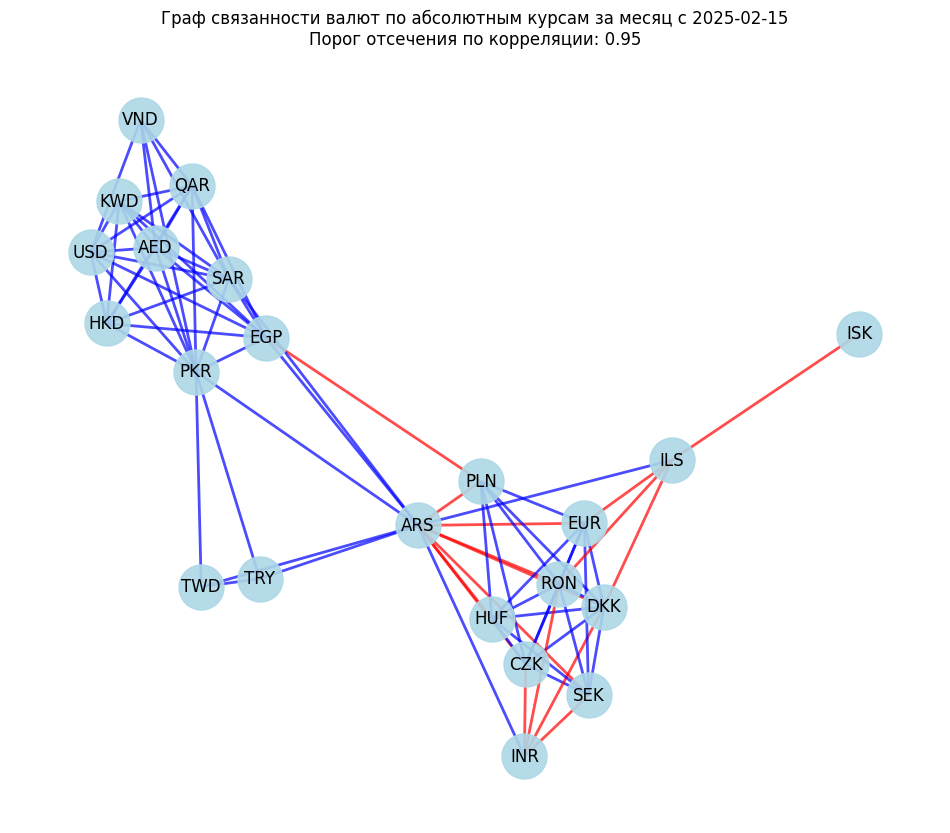 Граф связанности валют по абсолютным курсам за месяц с 2025-02-15
Порог отсечения по корреляции: 0.95
VND
QAR
KWD
AED
USD
SAR
HKD
EGP
ISK
PKR
ILS
PLN
EUR
ARS
TRY
TWD
RON
DKK
HUF
CZK
SEK
INR